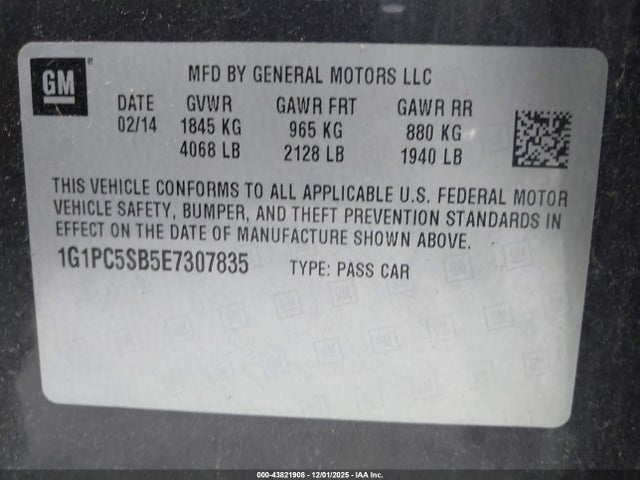 GM®
MFD BY GENERAL MOTORS LLC
DATE GVWR GAWR FRT GAWR RR
02/14 1845 KG 965 KG 880 KG
4068 LB 2128 LB 1940 LB
THIS VEHICLE CONFORMS TO ALL APPLICABLE U.S. FEDERAL MOTOR
VEHICLE SAFETY, BUMPER, AND THEFT PREVENTION STANDARDS IN
EFFECT ON THE DATE OF MANUFACTURE SHOWN ABOVE.
1G1PC5SB5E7307835 TYPE: PASS CAR
000-43821908 - 12/01/2025 - IAA Inc.